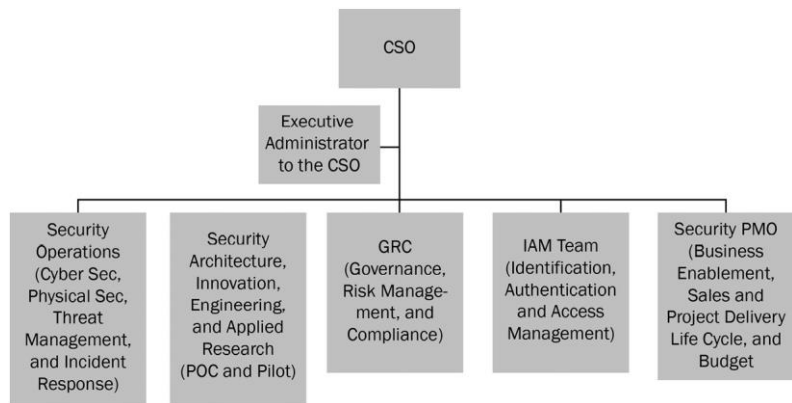 CSO
Executive
Administrator
to the CSO
Security
Operations
(Cyber Sec,
Physical Sec,
Threat
Management,
and Incident
Response)
Security
Architecture,
Innovation,
Engineering,
and Applied
Research
(POC and Pilot)
GRC
(Governance,
Risk Manage-
ment, and
Compliance)
IAM Team
(Identification,
Authentication
and Access
Management)
Security PMO
(Business
Enablement,
Sales and
Project Delivery
Life Cycle, and
Budget